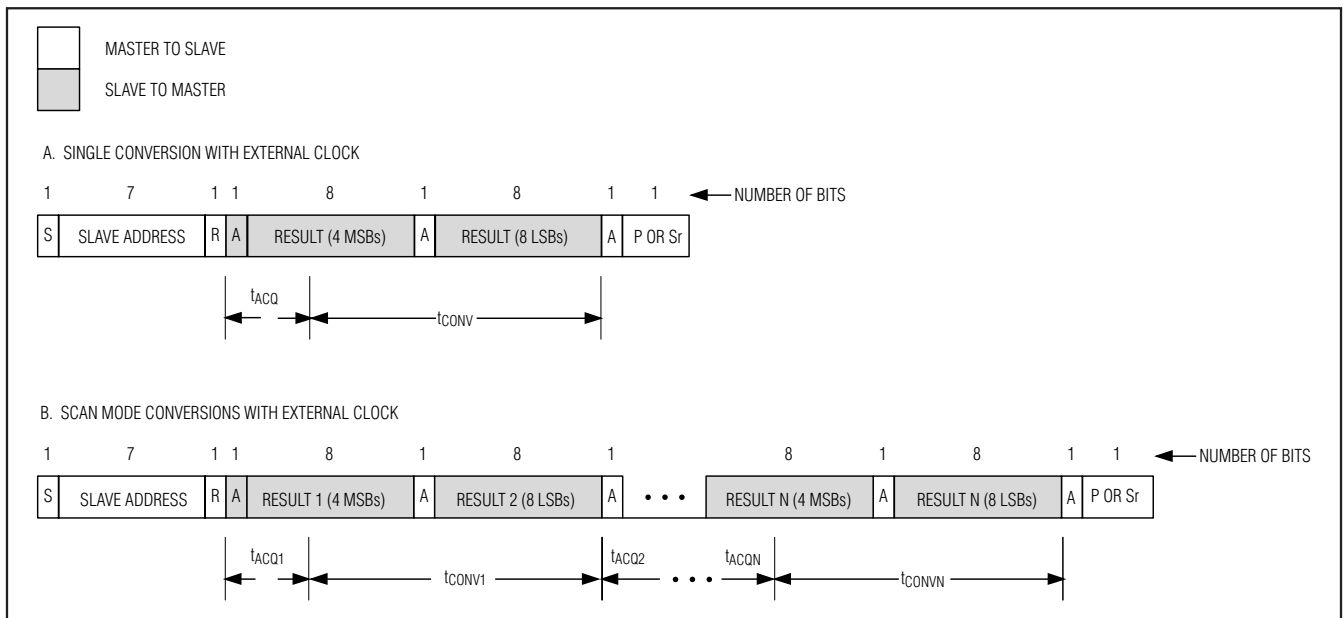 MASTER TO SLAVE
SLAVE TO MASTER
A. SINGLE CONVERSION WITH EXTERNAL CLOCK
1 7 1 1 8 1 8 1 1 NUMBER OF BITS
S SLAVE ADDRESS R A RESULT (4 MSBs) A RESULT (8 LSBs) A P OR Sr
tACQ
tCONV
B. SCAN MODE CONVERSIONS WITH EXTERNAL CLOCK
1 7 1 1 8 1 8 1 8 1 8 1 1 NUMBER OF BITS
S SLAVE ADDRESS R A RESULT 1 (4 MSBs) A RESULT 2 (8 LSBs) A • • • RESULT N (4 MSBs) A RESULT N (8 LSBs) A P OR Sr
tACQ1 tACQ2 tACQN
tCONV1 • • • tCONVN